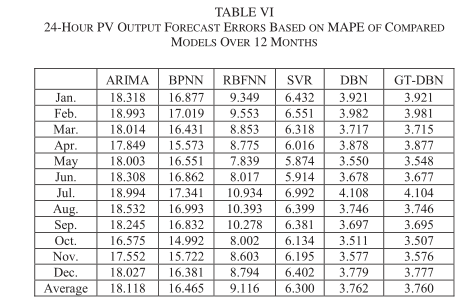 TABLE VI
24-HOUR PV OUTPUT FORECAST ERRORS BASED ON MAPE OF COMPARED
MODELS OVER 12 MONTHS
ARIMA BPNN RBFNN SVR DBN GT-DBN
Jan. 18.318 16.877 9.349 6.432 3.921 3.921
Feb. 18.993 17.019 9.553 6.551 3.982 3.981
Mar. 18.014 16.431 8.853 6.318 3.717 3.715
Apr. 17.849 15.573 8.775 6.016 3.878 3.877
May 18.003 16.551 7.839 5.874 3.550 3.548
Jun. 18.308 16.862 8.017 5.914 3.678 3.677
Jul. 18.994 17.341 10.934 6.992 4.108 4.104
Aug. 18.532 16.993 10.393 6.399 3.746 3.746
Sep. 18.245 16.832 10.278 6.381 3.697 3.695
Oct. 16.575 14.992 8.002 6.134 3.511 3.507
Nov. 17.552 15.722 8.603 6.195 3.577 3.576
Dec. 18.027 16.381 8.794 6.402 3.779 3.777
Average 18.118 16.465 9.116 6.300 3.762 3.760